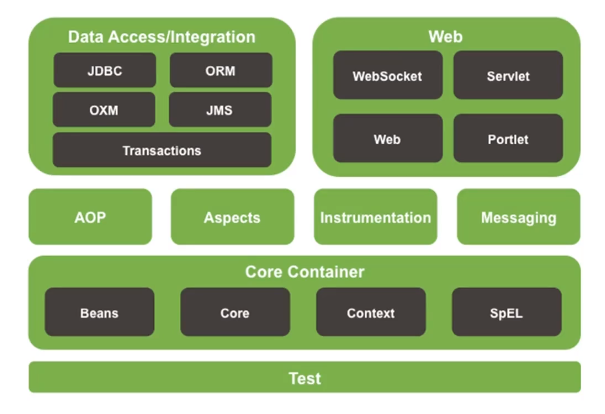 Data Access/Integration
JDBC
ORM
OXM
JMS
Transactions
Web
WebSocket
Servlet
Web
Portlet
AOP
Aspects
Instrumentation
Messaging
Core Container
Beans
Core
Context
SpEL
Test